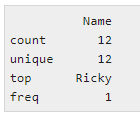 Name
count 12
unique 12
top Ricky
freq 1